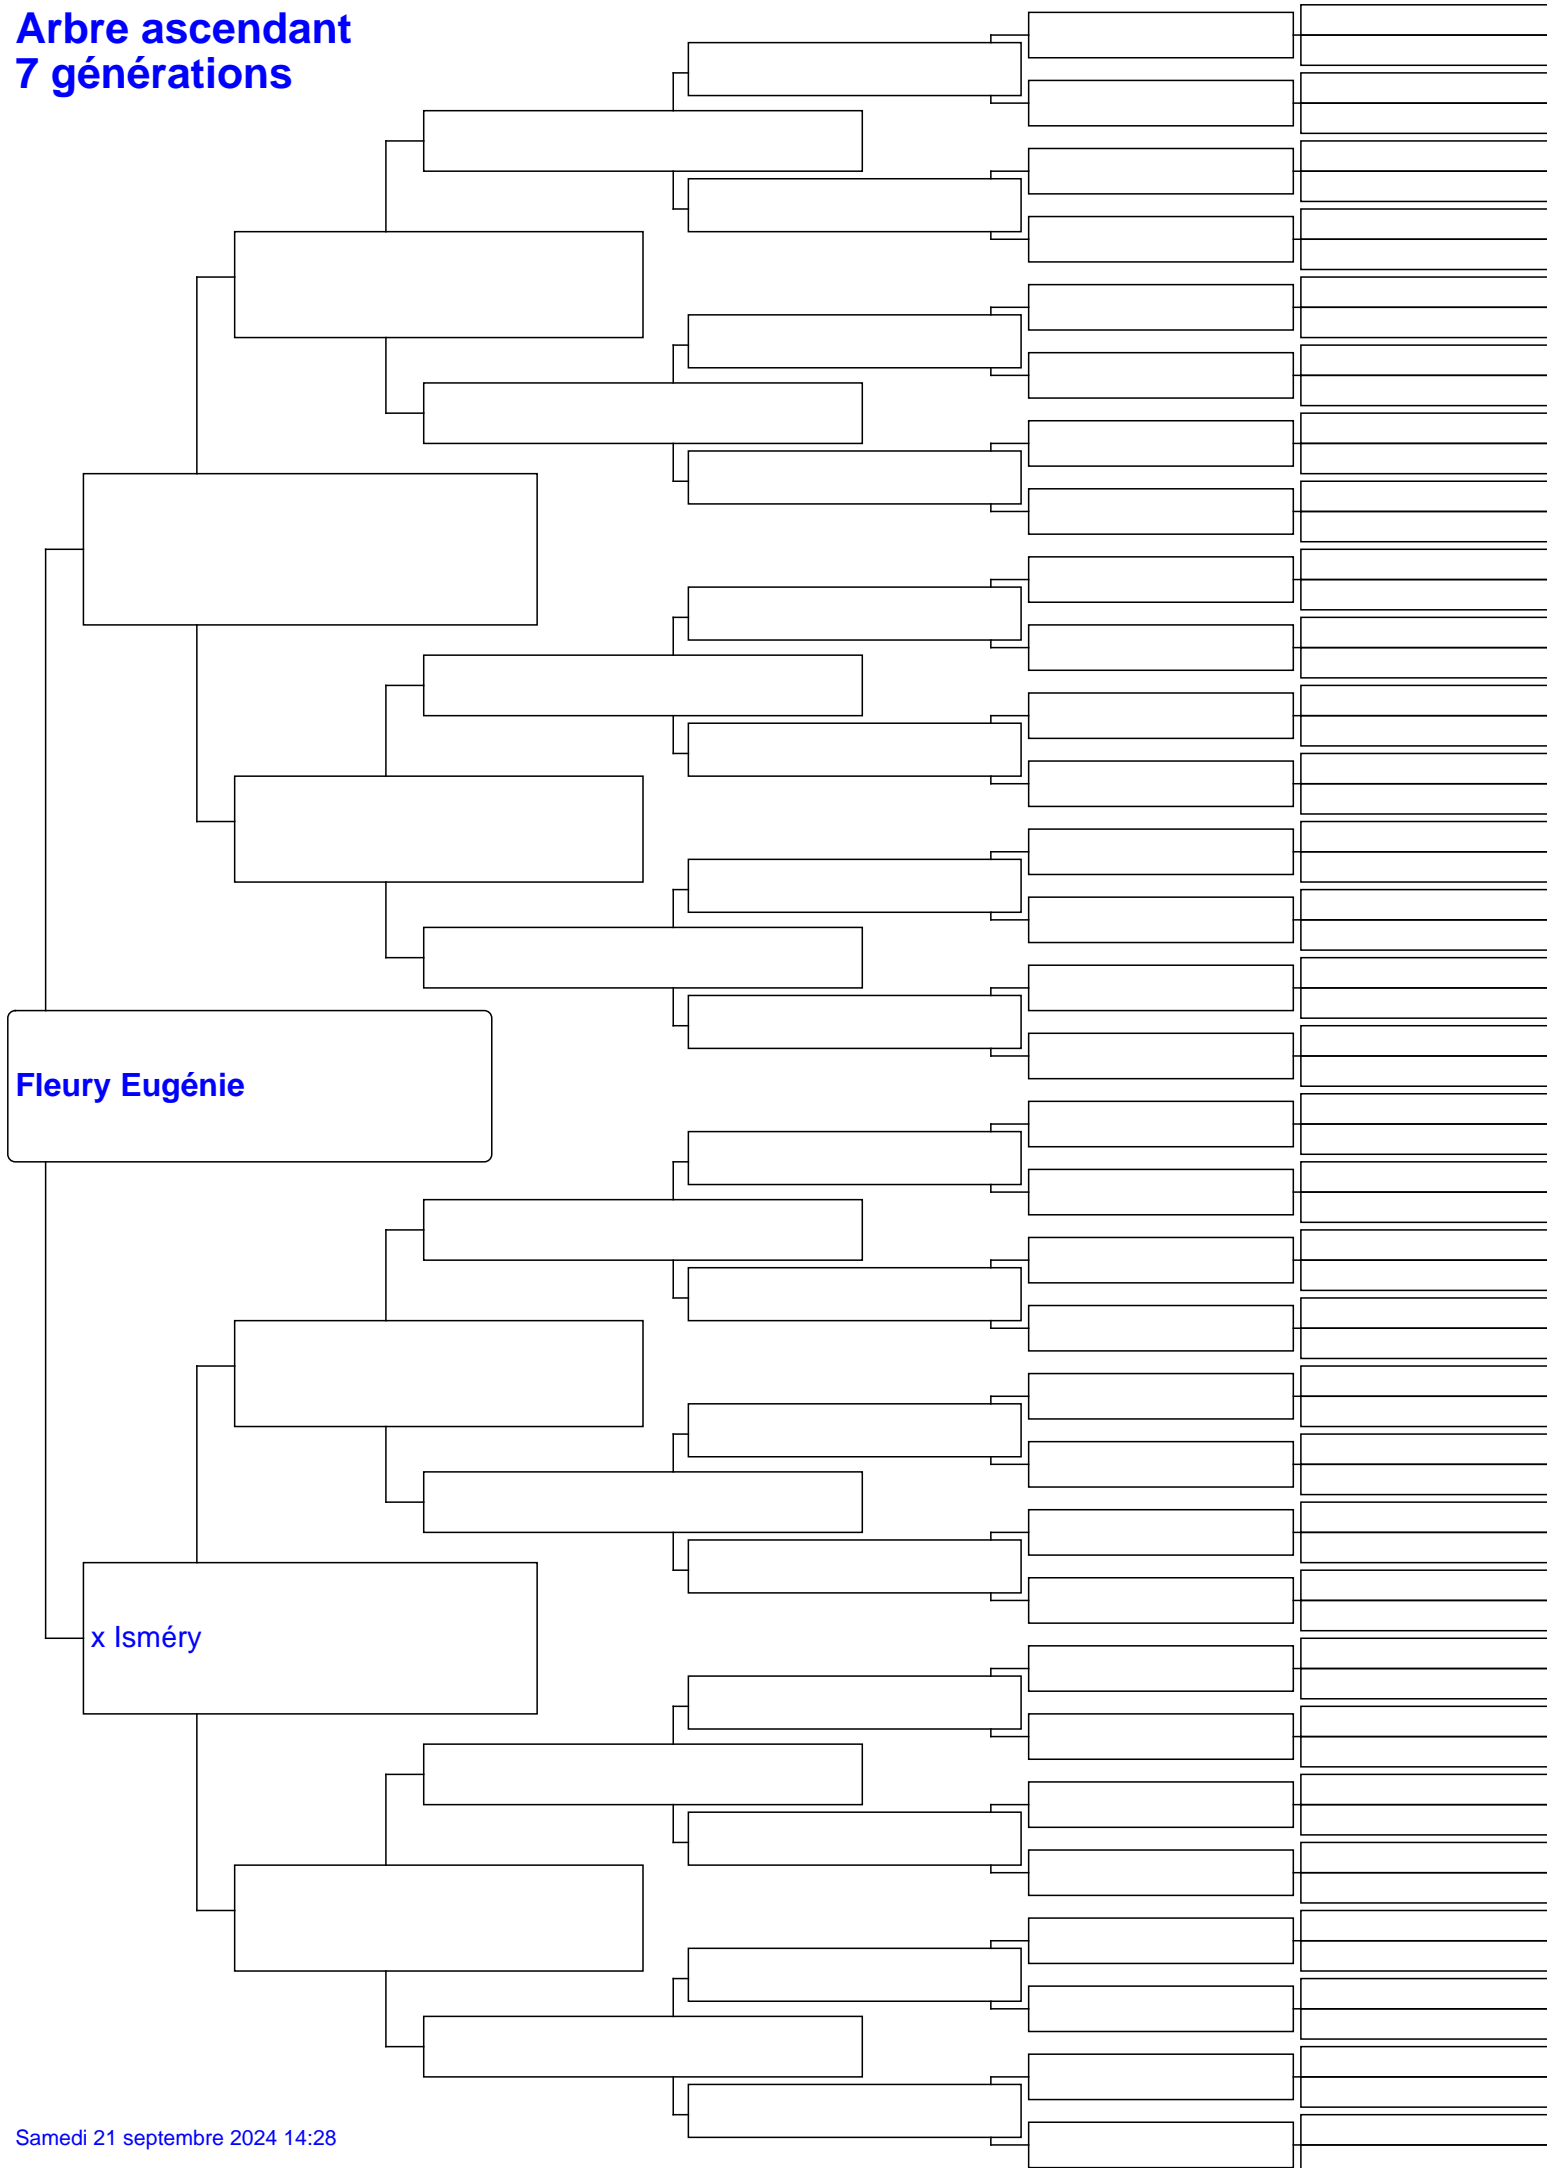 Arbre ascendant
7 générations
Fleury Eugénie
x Isméry
Samedi 21 septembre 2024 14:28